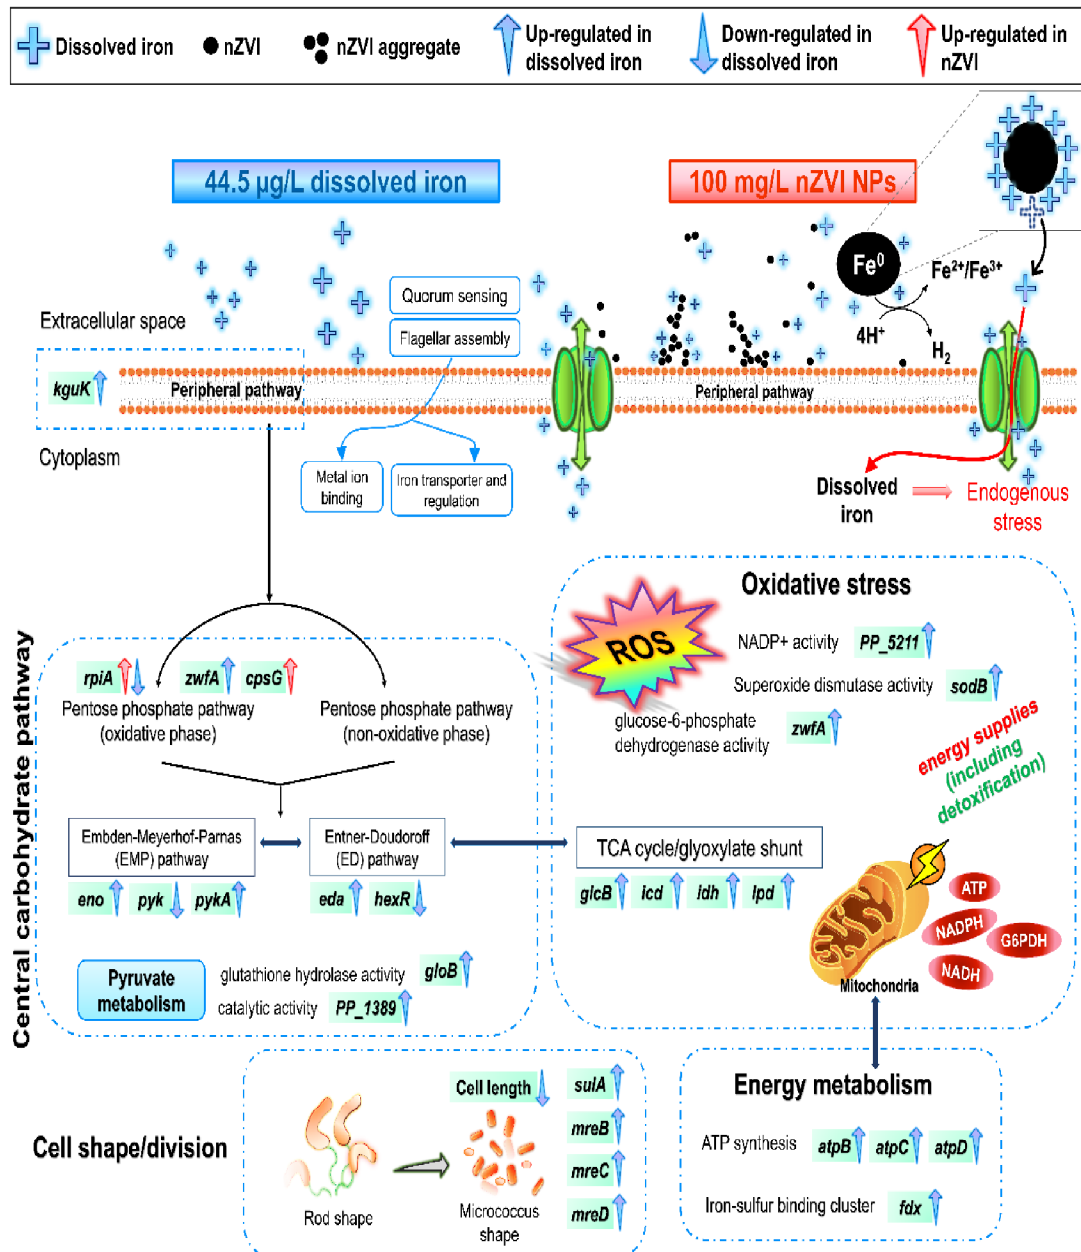 Dissolved iron
nZVI
nZVI aggregate
Up-regulated in
dissolved iron
Down-regulated in
dissolved iron
Up-regulated in
nZVI
44.5 µg/L dissolved iron
100 mg/L nZVI NPs
Fe⁰
Fe²⁺/Fe³⁺
4H⁺
H₂
Quorum sensing
Flagellar assembly
Extracellular space
kguK
Peripheral pathway
Peripheral pathway
Cytoplasm
Metal ion
binding
Iron transporter and
regulation
Dissolved
iron
Endogenous
stress
Central carbohydrate pathway
rpiA
zwfA
cpsG
Pentose phosphate pathway
(oxidative phase)
Pentose phosphate pathway
(non-oxidative phase)
Embden-Meyerhof-Parnas
(EMP) pathway
Entner-Doudoroff
(ED) pathway
eno
pyk
pykA
eda
hexR
Pyruvate
metabolism
glutathione hydrolase activity
gloB
catalytic activity
PP_1389
Oxidative stress
ROS
NADP+ activity
PP_5211
Superoxide dismutase activity
sodB
glucose-6-phosphate
dehydrogenase activity
zwfA
energy supplies
(including
detoxification)
TCA cycle/glyoxylate shunt
glcB
icd
idh
lpd
ATP
NADPH
G6PDH
NADH
Mitochondria
Cell shape/division
Rod shape
Cell length
Micrococcus
shape
sulA
mreB
mreC
mreD
Energy metabolism
ATP synthesis
atpB
atpC
atpD
Iron-sulfur binding cluster
fdx